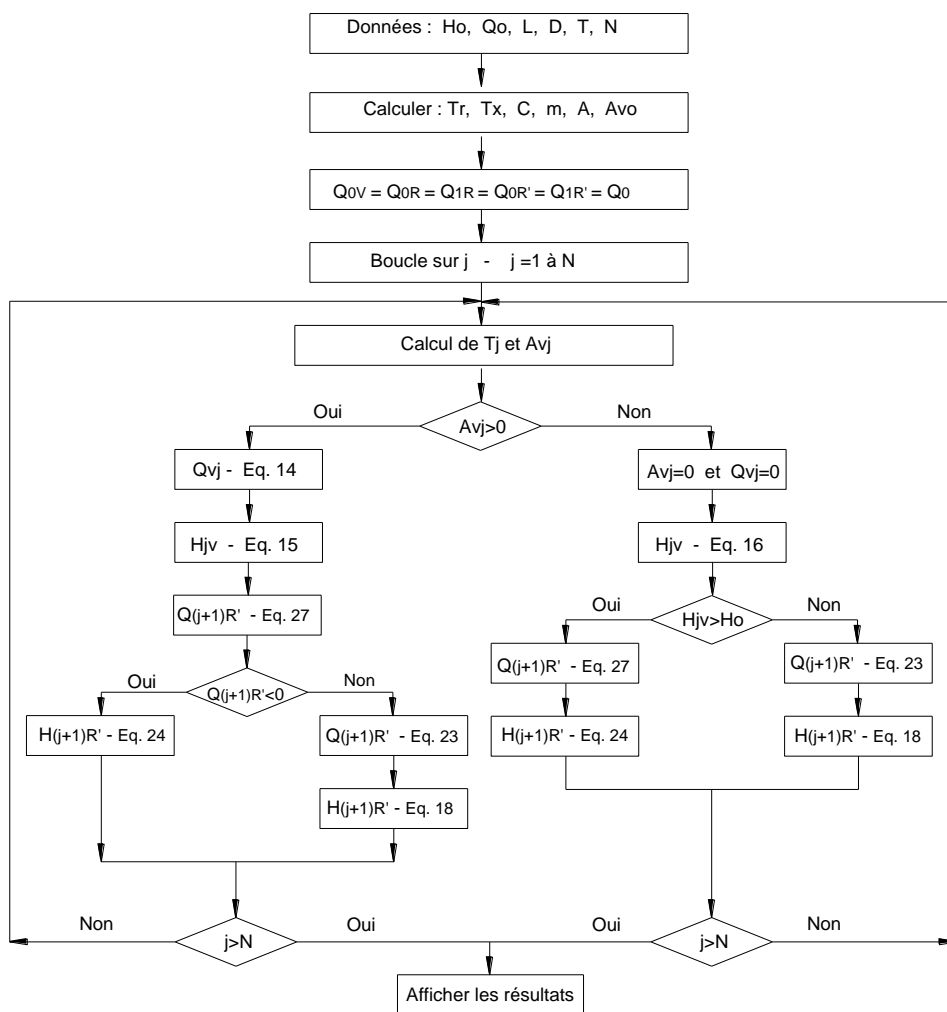 Données : Ho, Qo, L, D, T, N
Calculer : Tr, Tx, C, m, A, Avo
Q0V = Q0R = Q1R = Q0R' = Q1R' = Q0
Boucle sur j - j =1 à N
Calcul de Tj et Avj
Oui
Non
Avj>0
Qvj - Eq. 14
Avj=0 et Qvj=0
Hjv - Eq. 15
Hjv - Eq. 16
Q(j+1)R' - Eq. 27
Oui
Non
Hjv>Ho
Q(j+1)R' - Eq. 27
Q(j+1)R' - Eq. 23
Oui
Non
Q(j+1)R'<0
H(j+1)R' - Eq. 24
Q(j+1)R' - Eq. 23
H(j+1)R' - Eq. 24
H(j+1)R' - Eq. 18
H(j+1)R' - Eq. 18
Non
Oui
Oui
Non
j>N
j>N
Afficher les résultats